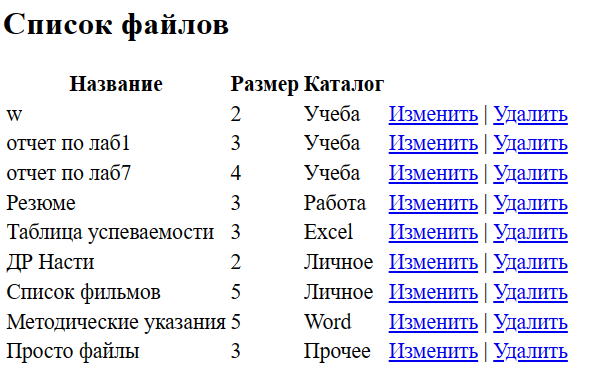 Список файлов
Название Размер Каталог
w 2 Учеба Изменить | Удалить
отчет по лаб1 3 Учеба Изменить | Удалить
отчет по лаб7 4 Учеба Изменить | Удалить
Резюме 3 Работа Изменить | Удалить
Таблица успеваемости 3 Excel Изменить | Удалить
ДР Насти 2 Личное Изменить | Удалить
Список фильмов 5 Личное Изменить | Удалить
Методические указания 5 Word Изменить | Удалить
Просто файлы 3 Прочее Изменить | Удалить